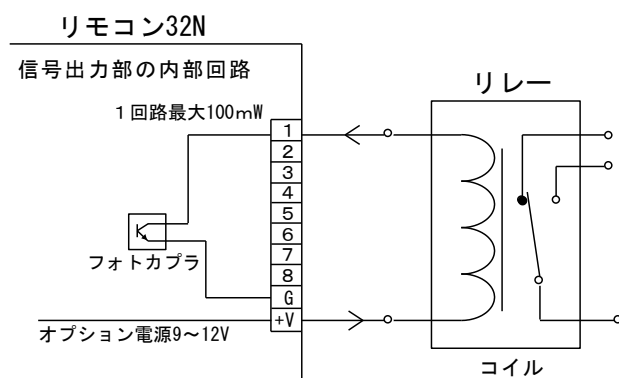 リモコン32N
信号出力部の内部回路
リレー
1回路最大100mW
1
2
3
4
5
6
7
8
G
+V
フォトカプラ
オプション電源9～12V
コイル